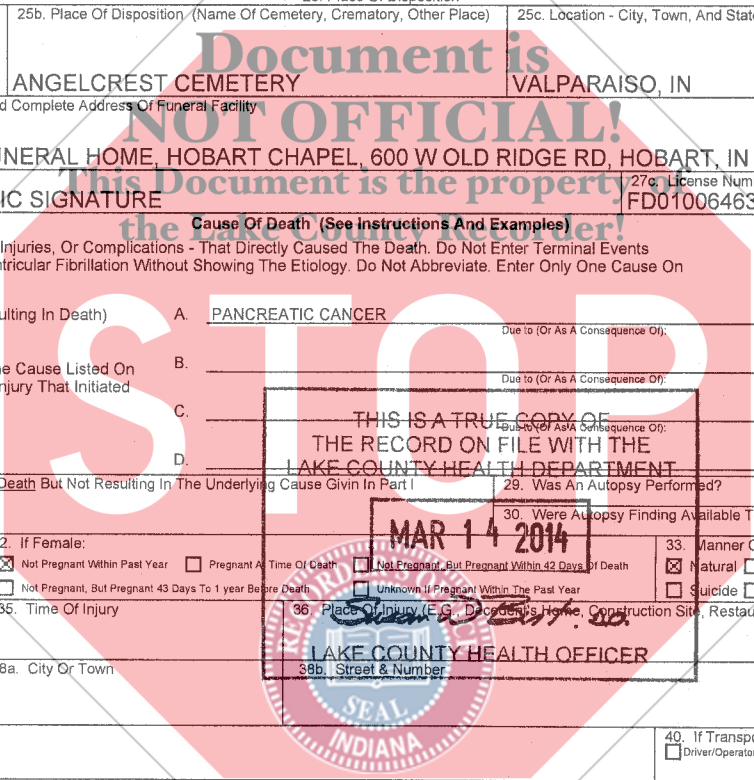 25b. Place Of Disposition (Name Of Cemetery, Crematory, Other Place) 25c. Location - City, Town, And State
Document is
ANGELCREST CEMETERY VALPARAISO, IN
d Complete Address Of Funeral Facility
NOT OFFICIAL!
NERAL HOME, HOBART CHAPEL, 600 W OLD RIDGE RD, HOBART, IN
This Document is the property of
27c. License Num
IC SIGNATURE FD01006463
the Lake County Recorder!
Cause Of Death (See Instructions And Examples)
Injuries, Or Complications - That Directly Caused The Death. Do Not Enter Terminal Events
tricular Fibrillation Without Showing The Etiology. Do Not Abbreviate. Enter Only One Cause On
STOP
ulting In Death) A. PANCREATIC CANCER
Due to (Or As A Consequence Of):
e Cause Listed On B.
njury That Initiated Due to (Or As A Consequence Of):
C.
Due to (Or As A Consequence Of):
THIS IS A TRUE COPY OF
THE RECORD ON FILE WITH THE
D.
LAKE COUNTY HEALTH DEPARTMENT
Death But Not Resulting In The Underlying Cause Givin In Part I 29. Was An Autopsy Performed?
30. Were Autopsy Finding Available T
MAR 14 2014
2. If Female: 33. Manner O
Not Pregnant Within Past Year Pregnant At Time Of Death Not Pregnant, But Pregnant Within 42 Days Of Death Natural
Not Pregnant, But Pregnant 43 Days To 1 year Before Death Unknown If Pregnant Within The Past Year Suicide
35. Time Of Injury 36. Place Of Injury (E.G., Decedent's Home, Construction Site, Restau
LAKE COUNTY HEALTH OFFICER
8a. City Or Town 38b. Street & Number
SEAL
INDIANA
40. If Transpo
Driver/Operator